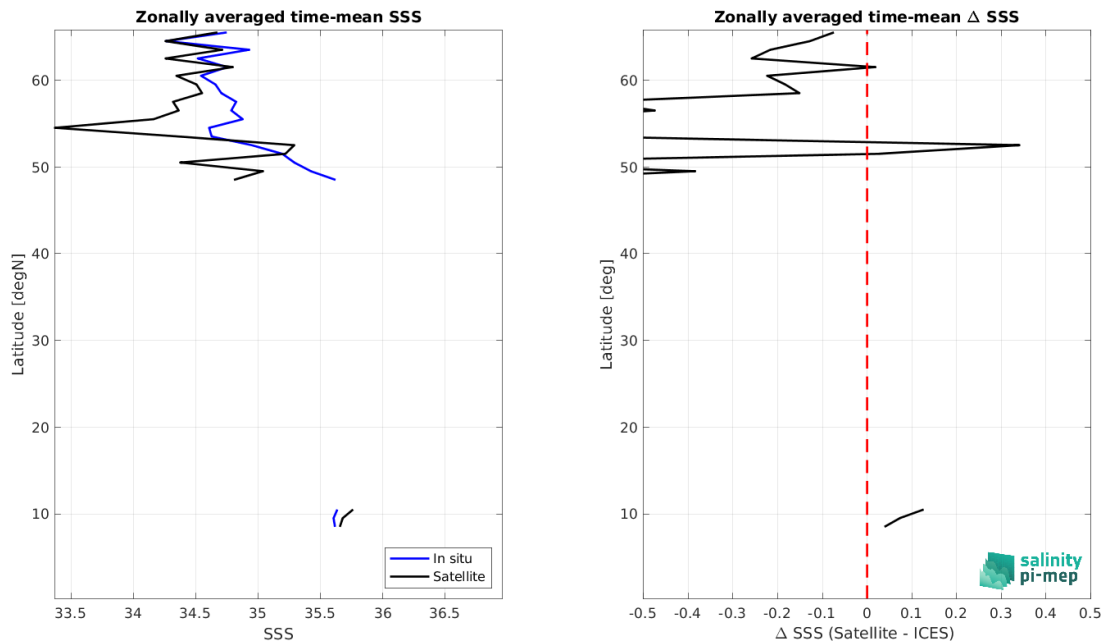 Zonally averaged time-mean SSS
Latitude [degN]
60
50
40
30
20
10
33.5 34 34.5 35 35.5 36 36.5
SSS
In situ
Satellite
Zonally averaged time-mean Δ SSS
Latitude [deg]
60
50
40
30
20
10
-0.5 -0.4 -0.3 -0.2 -0.1 0 0.1 0.2 0.3 0.4 0.5
Δ SSS (Satellite - ICES)
salinity
pi-mep